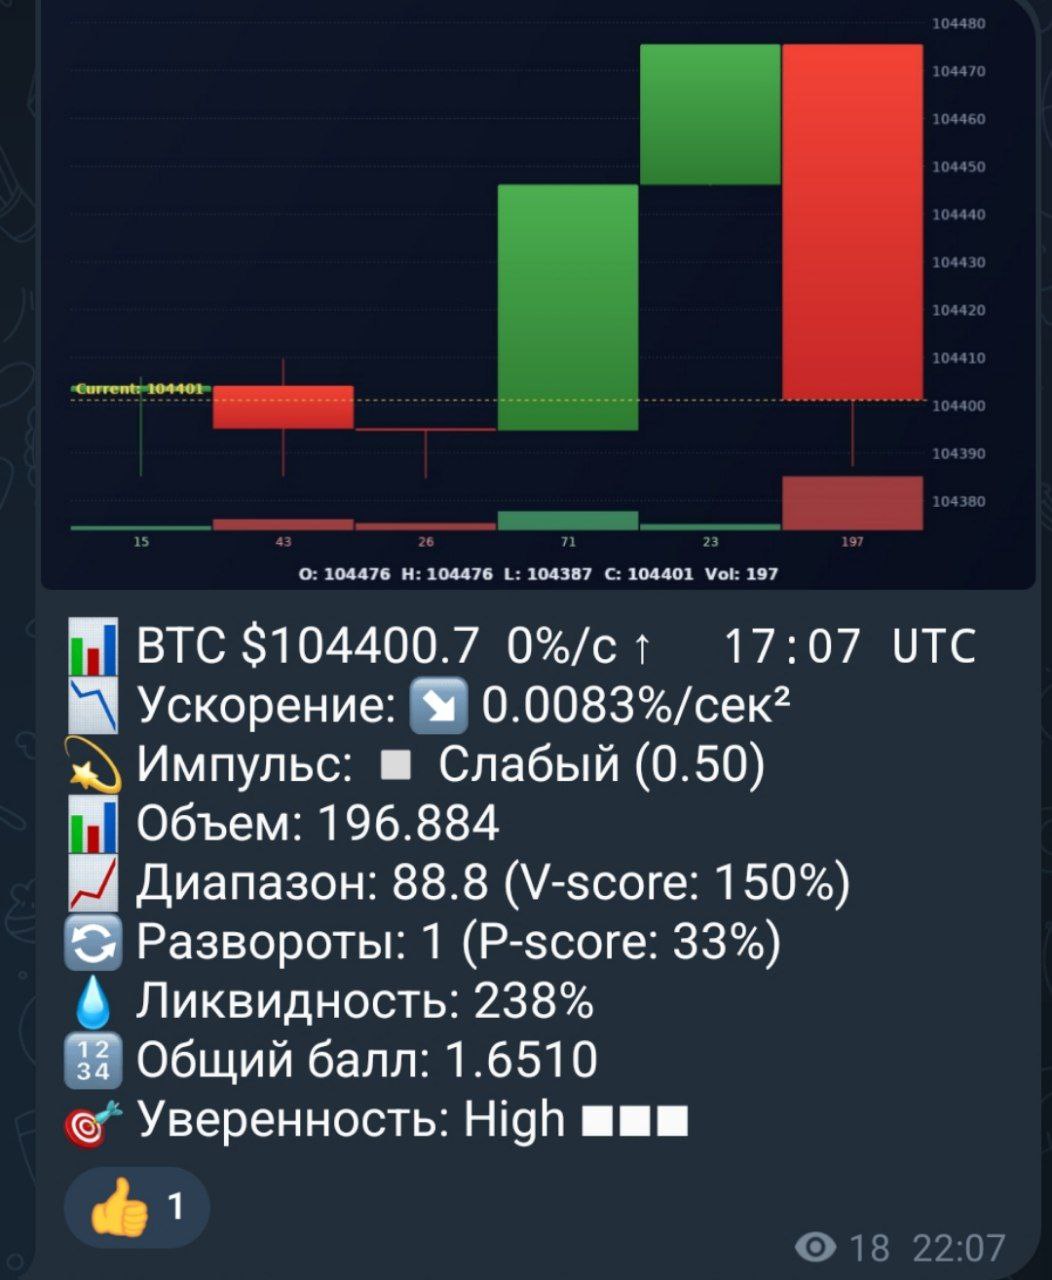 104480
104470
104460
104450
104440
104430
104420
104410
Current: 104401
104400
104390
104380
15 43 26 71 23 197
O: 104476 H: 104476 L: 104387 C: 104401 Vol: 197
📊 BTC $104400.7 0%/с ↑ 17:07 UTC
📉 Ускорение: ↘️ 0.0083%/сек²
💫 Импульс: ◽ Слабый (0.50)
📊 Объем: 196.884
📈 Диапазон: 88.8 (V-score: 150%)
🔄 Развороты: 1 (P-score: 33%)
💧 Ликвидность: 238%
🔢 Общий балл: 1.6510
🎯 Уверенность: High ■■■
👍 1
18 22:07